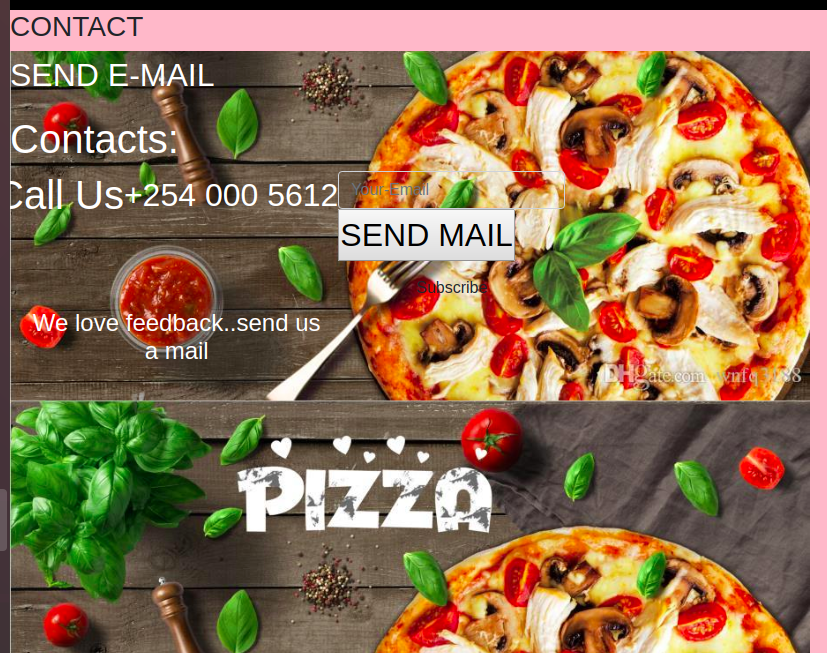 CONTACT
SEND E-MAIL
Contacts:
Call Us+254 000 5612
Your-Email
SEND MAIL
Subscribe
We love feedback..send us
a mail
DHgate.com
PIZZA